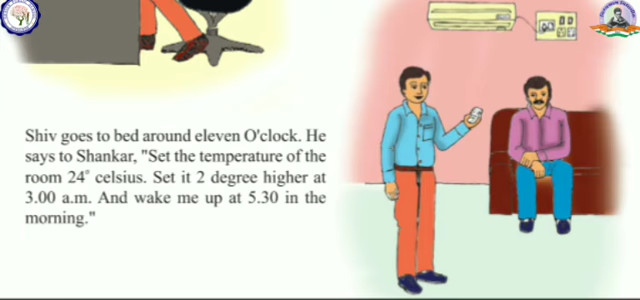 Shiv goes to bed around eleven O'clock. He
says to Shankar, "Set the temperature of the
room 24° celsius. Set it 2 degree higher at
3.00 a.m. And wake me up at 5.30 in the
morning."